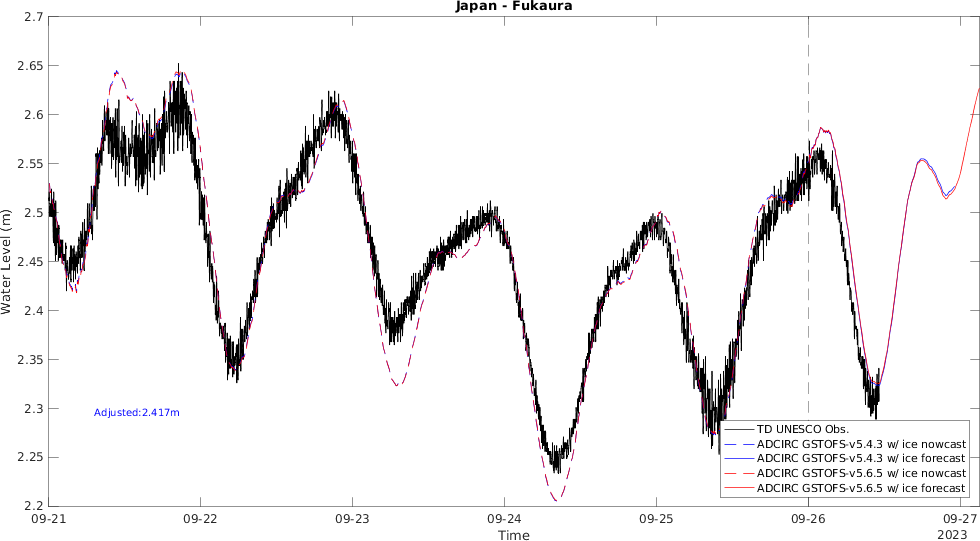 Japan - Fukaura
2.7
2.65
2.6
2.55
2.5
2.45
2.4
2.35
2.3
2.25
2.2
Water Level (m)
Adjusted:2.417m
TD UNESCO Obs.
ADCIRC GSTOFS-v5.4.3 w/ ice nowcast
ADCIRC GSTOFS-v5.4.3 w/ ice forecast
ADCIRC GSTOFS-v5.6.5 w/ ice nowcast
ADCIRC GSTOFS-v5.6.5 w/ ice forecast
09-21 09-22 09-23 09-24 09-25 09-26 09-27
2023
Time